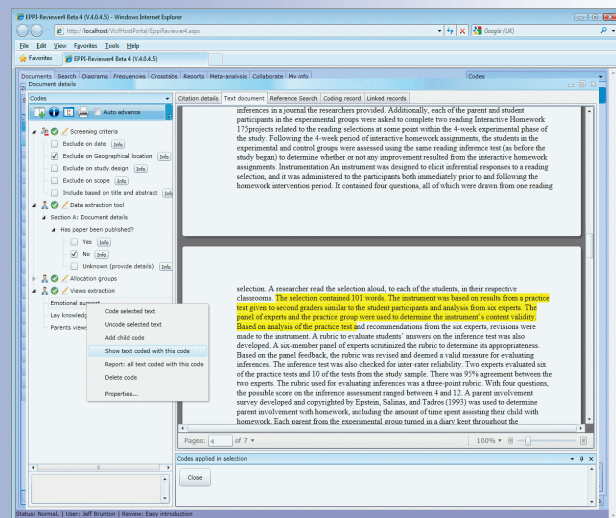 EPPI-Reviewer4 Beta 4 (V.4.0.4.5) - Windows Internet Explorer
http://localhost/WcfHostPortal/EppiReviewer4.aspx
Google (UK)
File Edit View Favorites Tools Help
Favorites EPPI-Reviewer4 Beta 4 (V.4.0.4.5)
Documents Search Diagrams Frequencies Crosstabs Reports Meta-analysis Collaborate My info Codes
Document details
Codes
Citation details Text document Reference Search Coding record Linked records
Auto advance
Screening criteria
Exclude on date Info
Exclude on Geographical location Info
Exclude on study design Info
Exclude on scope Info
Include based on title and abstract Info
Data extraction tool
Section A: Document details
Has paper been published?
Yes Info
No Info
Unknown (provide details) Info
Allocation groups
Views extraction
Emotional support
Lay knowledg
Parents views
Code selected text
Uncode selected text
Add child code
Show text coded with this code
Report: all text coded with this code
Delete code
Properties...
inferences in a journal the researchers provided. Additionally, each of the parent and student
participants in the experimental groups were asked to complete two reading Interactive Homework
175projects related to the reading selections at some point within the 4-week experimental phase of
the study. Following the 4-week period of interactive homework assignments, the students in the
experimental and control groups were assessed using the same reading inference test (as before the
study began) to determine whether or not any improvement resulted from the interactive homework
assignments. Instrumentation An instrument was designed to elicit inferential responses to a reading
selection, and it was administered to the participants both immediately prior to and following the
homework intervention period. It contained four questions, all of which were drawn from one reading
selection. A researcher read the selection aloud, to each of the students, in their respective
classrooms. The selection contained 101 words. The instrument was based on results from a practice
test given to second graders similar to the student participants and analysis from six experts. The
panel of experts and the practice group were used to determine the instrument's content validity.
Based on analysis of the practice test and recommendations from the six experts, revisions were
made to the instrument. A rubric to evaluate students' answers on the inference test was also
developed. A six-member panel of experts scrutinized the rubric to determine its appropriateness.
Based on the panel feedback, the rubric was revised and deemed a valid measure for evaluating
inferences. The inference test was also checked for inter-rater reliability. Two experts evaluated six
of the practice tests and 10 of the tests from the study sample. There was 95% agreement between the
two experts. The rubric used for evaluating inferences was a three-point rubric. With four questions,
the possible score on the inference assessment ranged between 4 and 12. A parent involvement
survey developed and copyrighted by Epstein, Salinas, and Tadros (1993) was used to determine
parent involvement with homework, including the amount of time spent assisting their child with
homework. Each parent from the experimental group turned in a diary kept throughout the
Pages: 4 of 7 100%
Codes applied in selection
Close
Status: Normal. | User: Jeff Brunton | Review: Easy introduction